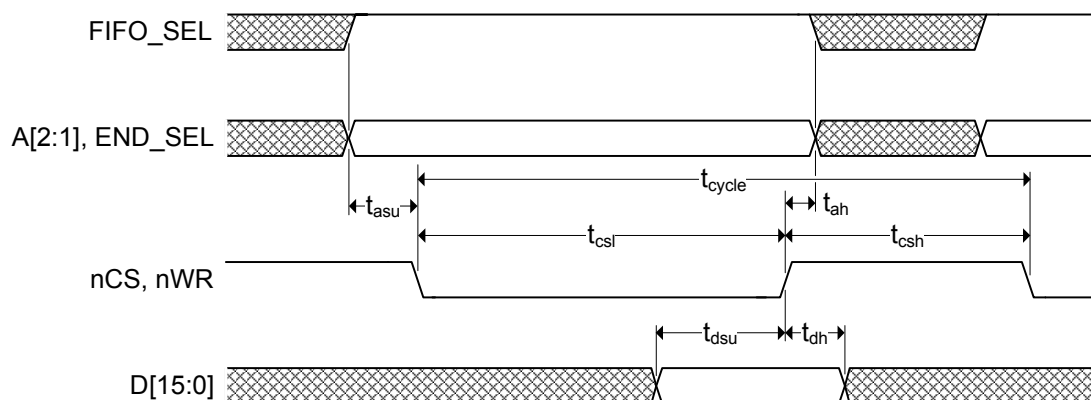 FIFO_SEL
A[2:1], END_SEL
tcycle
tasu
tah
tcsl
tcsh
nCS, nWR
tdsu
tdh
D[15:0]